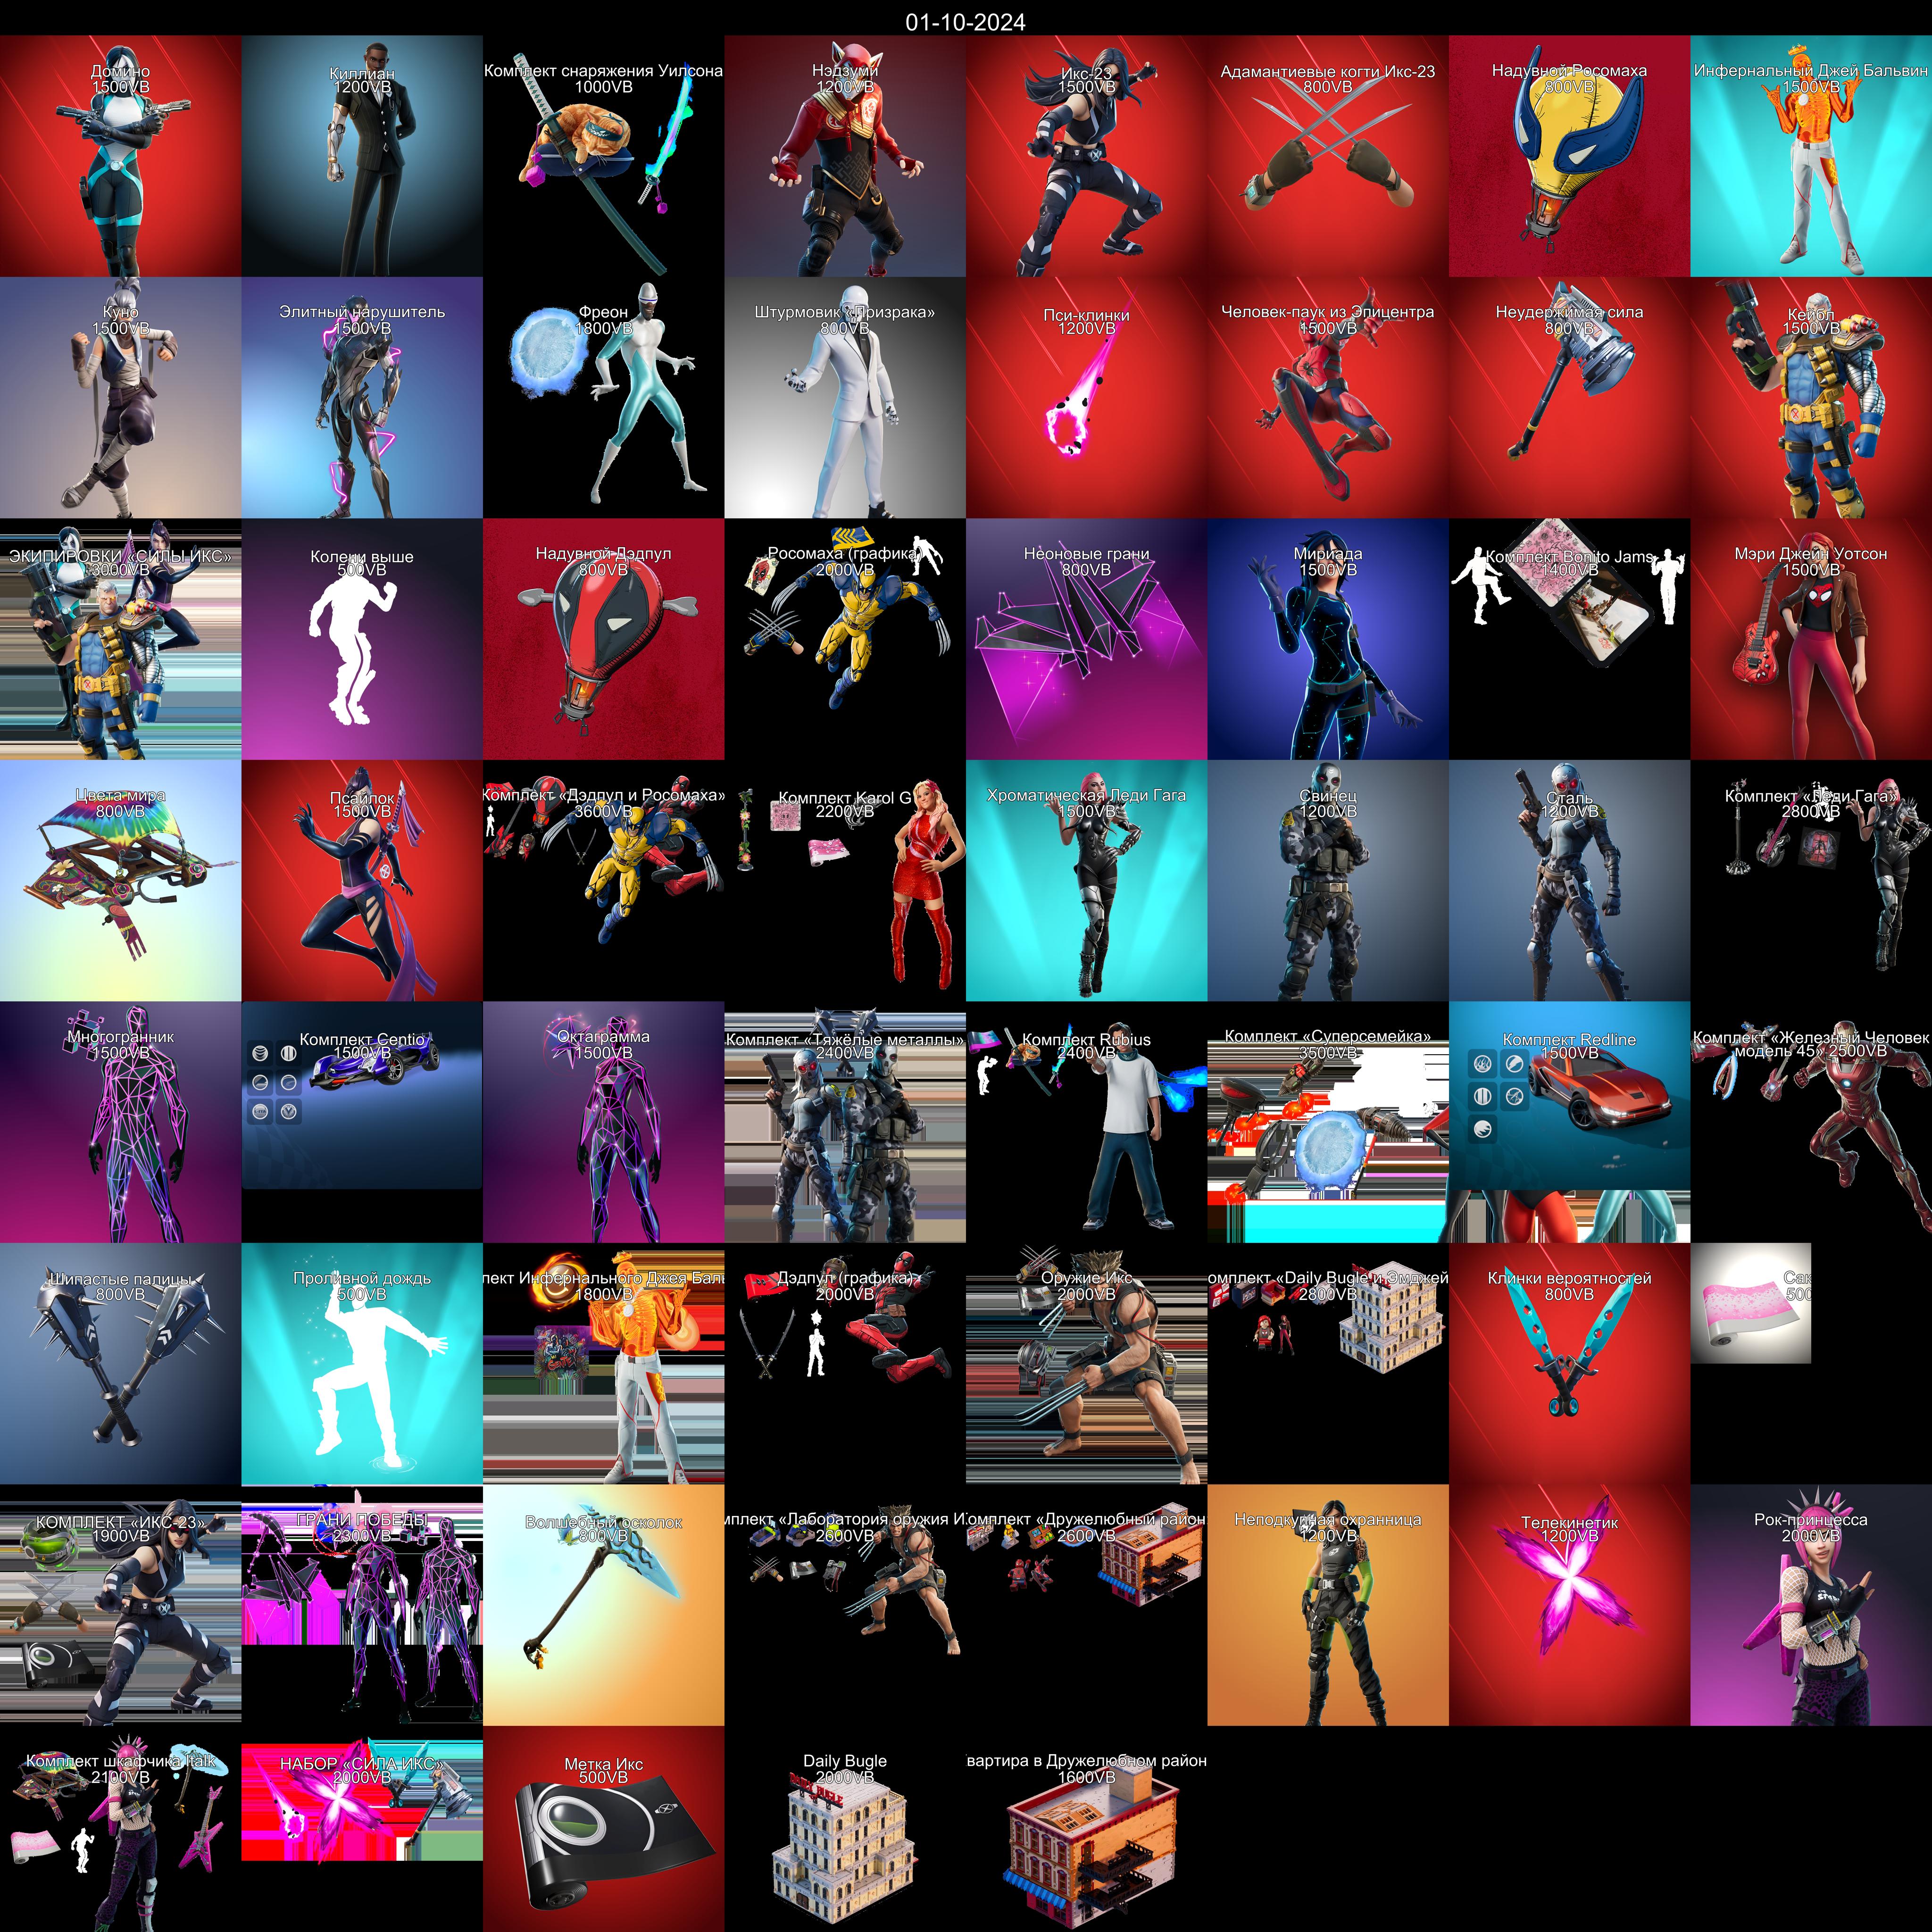 01-10-2024
Домино
1500VB
Киллиан
1200VB
Комплект снаряжения Уилсона
1000VB
Нэдзуми
1200VB
Икс-23
1500VB
Адамантиевые когти Икс-23
800VB
Надувной Росомаха
800VB
Инфернальный Джей Бальвин
1500VB
Куно
1500VB
Элитный нарушитель
1500VB
Фреон
1800VB
Штурмовик «Призрака»
800VB
Пси-клинки
1200VB
Человек-паук из Эпицентра
1500VB
Неудержимая сила
800VB
Кейбл
1500VB
ЭКИПИРОВКИ «СИЛЫ ИКС»
3000VB
Колени выше
500VB
Надувной Дэдпул
800VB
Росомаха (графика)
2000VB
Неоновые грани
800VB
Мириада
1500VB
Комплект Bonito Jams
1400VB
Мэри Джейн Уотсон
1500VB
Цвета мира
800VB
Псайлок
1500VB
Комплект «Дэдпул и Росомаха»
3600VB
Комплект Karol G
2200VB
Хроматическая Леди Гага
1500VB
Свинец
1200VB
Сталь
1200VB
Комплект «Леди Гага»
2800VB
Многогранник
1500VB
Комплект Centio
1500VB
Октаграмма
1500VB
Комплект «Тяжёлые металлы»
2400VB
Комплект Rubius
2400VB
Комплект «Суперсемейка»
3500VB
Комплект Redline
1500VB
Комплект «Железный Человек
модель 45» 2500VB
Шипастые палицы
800VB
Проливной дождь
500VB
лект Инфернального Джея Баль
1800VB
Дэдпул (графика)
2000VB
Оружие Икс
2000VB
омплект «Daily Bugle и Эмджей
2800VB
Клинки вероятностей
800VB
Сак
500
КОМПЛЕКТ «ИКС-23»
1900VB
ГРАНИ ПОБЕДЫ
2300VB
Волшебный осколок
800VB
мплект «Лаборатория оружия И
2600VB
омплект «Дружелюбный район
2600VB
Неподкупная охранница
1200VB
Телекинетик
1200VB
Рок-принцесса
2000VB
Комплект шкафчика Italk
2100VB
НАБОР «СИЛА ИКС»
2000VB
Метка Икс
500VB
Daily Bugle
2000VB
вартира в Дружелюбном район
1600VB